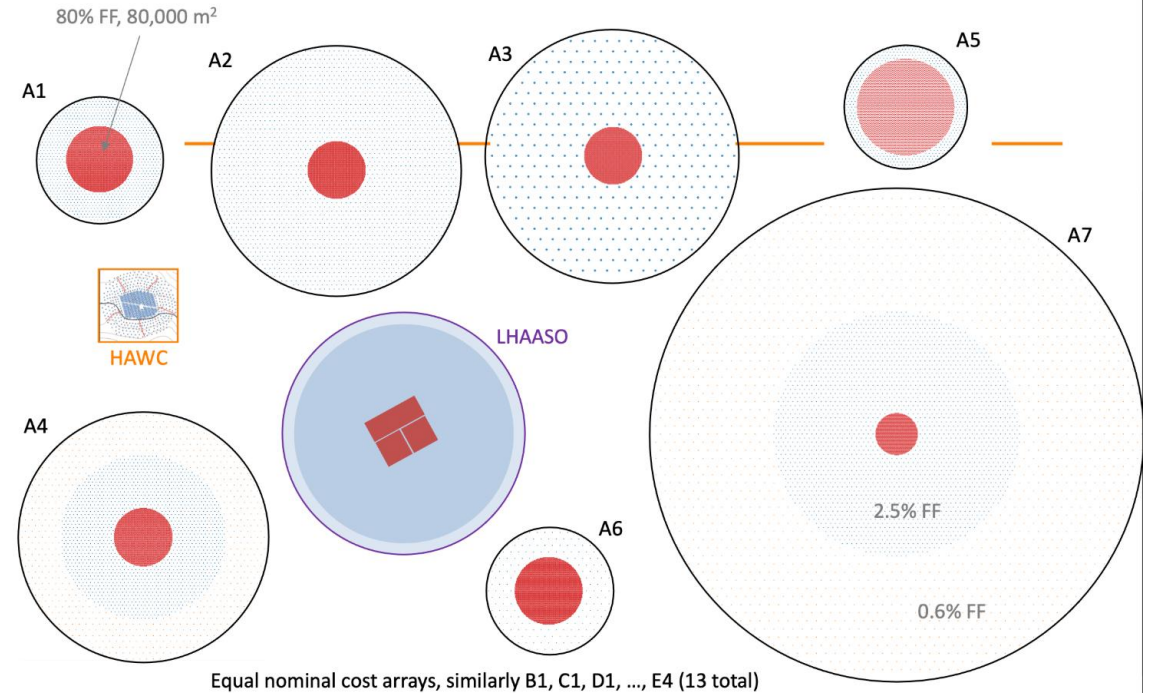 80% FF, 80,000 m²
A1
A2
A3
A5
A7
HAWC
LHAASO
A4
A6
2.5% FF
0.6% FF
Equal nominal cost arrays, similarly B1, C1, D1, ..., E4 (13 total)